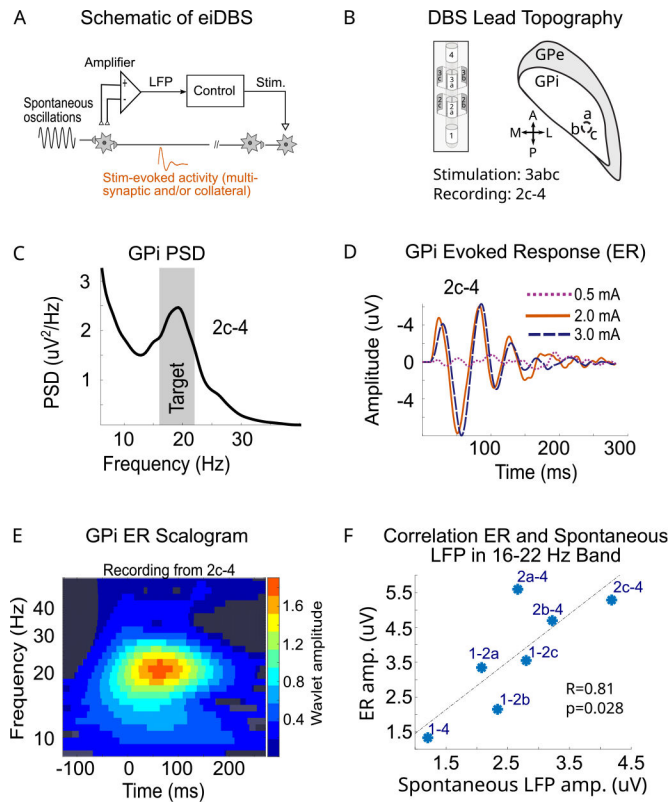 A
Schematic of eiDBS
Amplifier
+
-
LFP
Control
Stim.
Spontaneous
oscillations
//
Stim-evoked activity (multi-
synaptic and/or collateral)
B
DBS Lead Topography
4
3
a
2
a
1
GPe
GPi
a
b
c
A
M
L
P
Stimulation: 3abc
Recording: 2c-4
C
GPi PSD
PSD (uV²/Hz)
3
2
1
2c-4
Target
10
20
30
Frequency (Hz)
D
GPi Evoked Response (ER)
2c-4
0.5 mA
2.0 mA
3.0 mA
Amplitude (uV)
-4
0
-4
0
100
200
300
Time (ms)
E
GPi ER Scalogram
Recording from 2c-4
Frequency (Hz)
40
30
20
10
-100
0
100
200
Time (ms)
1.6
1.2
0.8
0.4
Wavlet amplitude
F
Correlation ER and Spontaneous
LFP in 16-22 Hz Band
ER amp. (uV)
5.5
4.5
3.5
2.5
1.5
2a-4
2c-4
2b-4
1-2a
1-2c
1-2b
1-4
R=0.81
p=0.028
1.5
2.5
3.5
4.5
Spontaneous LFP amp. (uV)